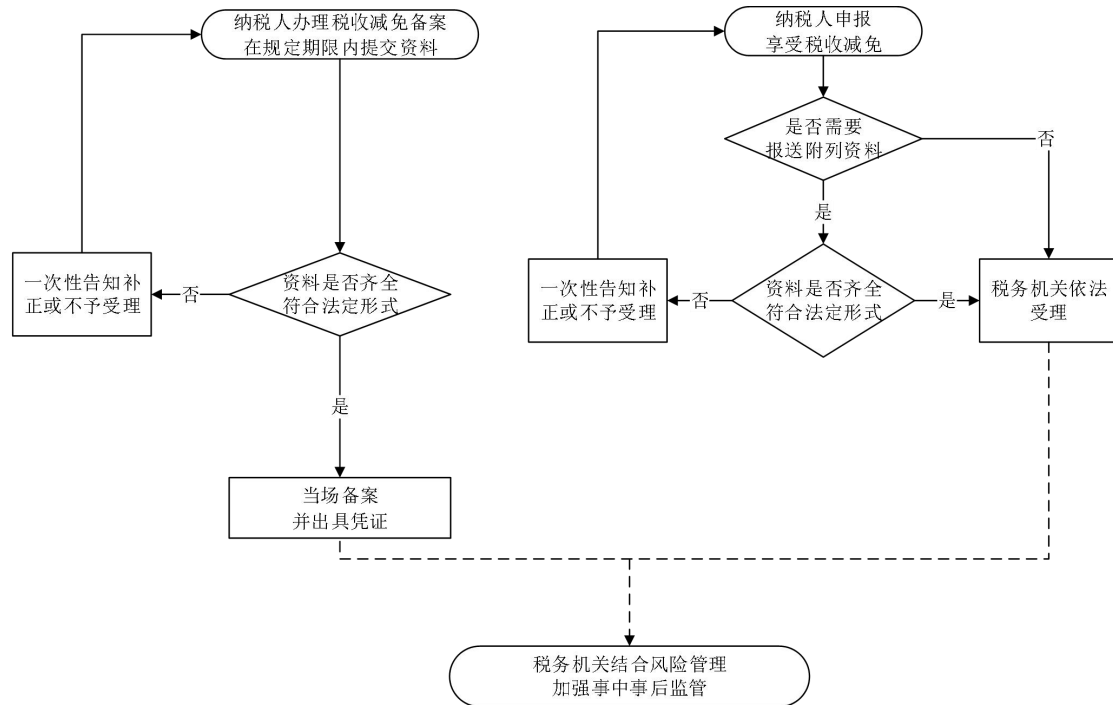 纳税人办理税收减免备案
在规定期限内提交资料
资料是否齐全
符合法定形式
否
一次性告知补
正或不予受理
是
当场备案
并出具凭证
纳税人申报
享受税收减免
是否需要
报送附列资料
否
是
资料是否齐全
符合法定形式
否
一次性告知补
正或不予受理
是
税务机关依法
受理
税务机关结合风险管理
加强事中事后监管